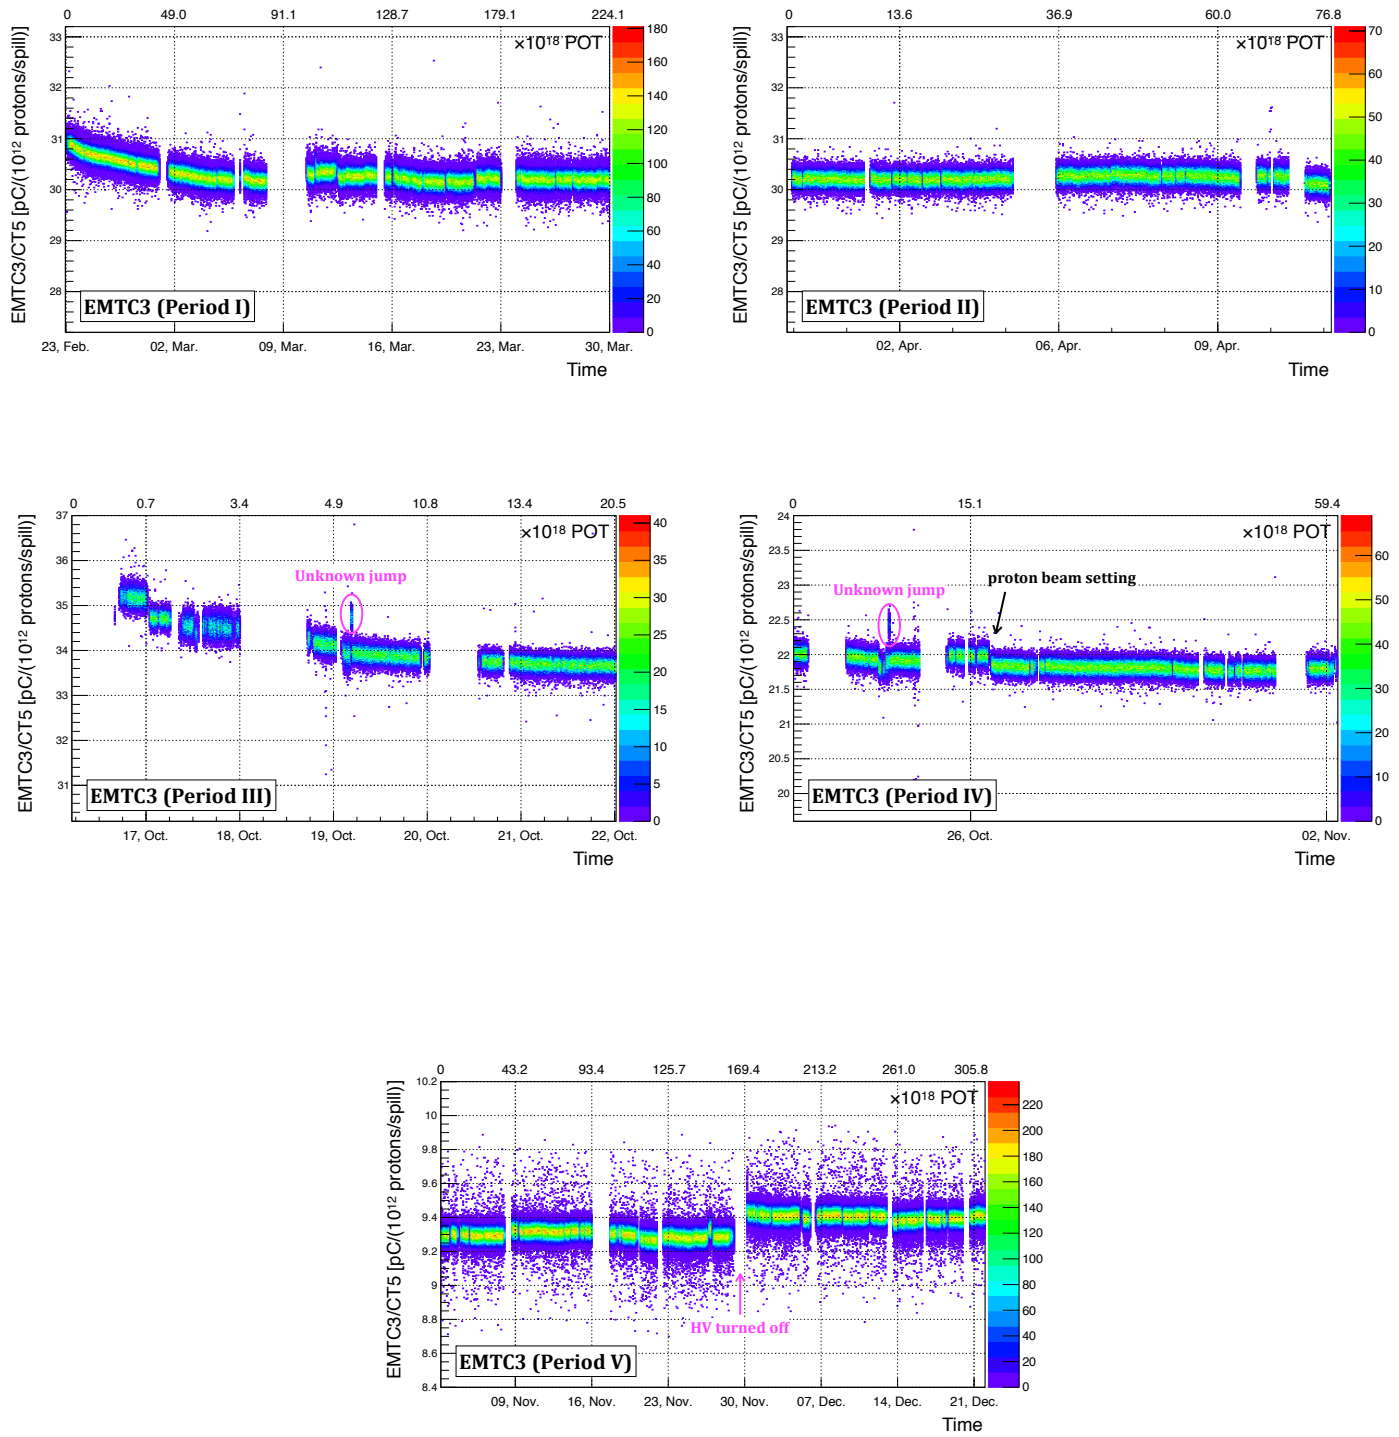 0 49.0 91.1 128.7 179.1 224.1
×10¹⁸ POT
EMTC3/CT5 [pC/(10¹² protons/spill)]
33
32
31
30
29
28
180
160
140
120
100
80
60
40
20
0
EMTC3 (Period I)
23, Feb. 02, Mar. 09, Mar. 16, Mar. 23, Mar. 30, Mar.
Time
0 13.6 36.9 60.0 76.8
×10¹⁸ POT
EMTC3/CT5 [pC/(10¹² protons/spill)]
33
32
31
30
29
28
70
60
50
40
30
20
10
0
EMTC3 (Period II)
02, Apr. 06, Apr. 09, Apr.
Time
0 0.7 3.4 4.9 10.8 13.4 20.5
×10¹⁸ POT
EMTC3/CT5 [pC/(10¹² protons/spill)]
37
36
35
34
33
32
31
Unknown jump
40
35
30
25
20
15
10
5
0
EMTC3 (Period III)
17, Oct. 18, Oct. 19, Oct. 20, Oct. 21, Oct. 22, Oct.
Time
0 15.1 59.4
×10¹⁸ POT
EMTC3/CT5 [pC/(10¹² protons/spill)]
24
23.5
23
22.5
22
21.5
21
20.5
20
Unknown jump
proton beam setting
60
50
40
30
20
10
0
EMTC3 (Period IV)
26, Oct. 02, Nov.
Time
0 43.2 93.4 125.7 169.4 213.2 261.0 305.8
×10¹⁸ POT
EMTC3/CT5 [pC/(10¹² protons/spill)]
10.2
10
9.8
9.6
9.4
9.2
9
8.8
8.6
8.4
HV turned off
220
200
180
160
140
120
100
80
60
40
20
0
EMTC3 (Period V)
09, Nov. 16, Nov. 23, Nov. 30, Nov. 07, Dec. 14, Dec. 21, Dec.
Time